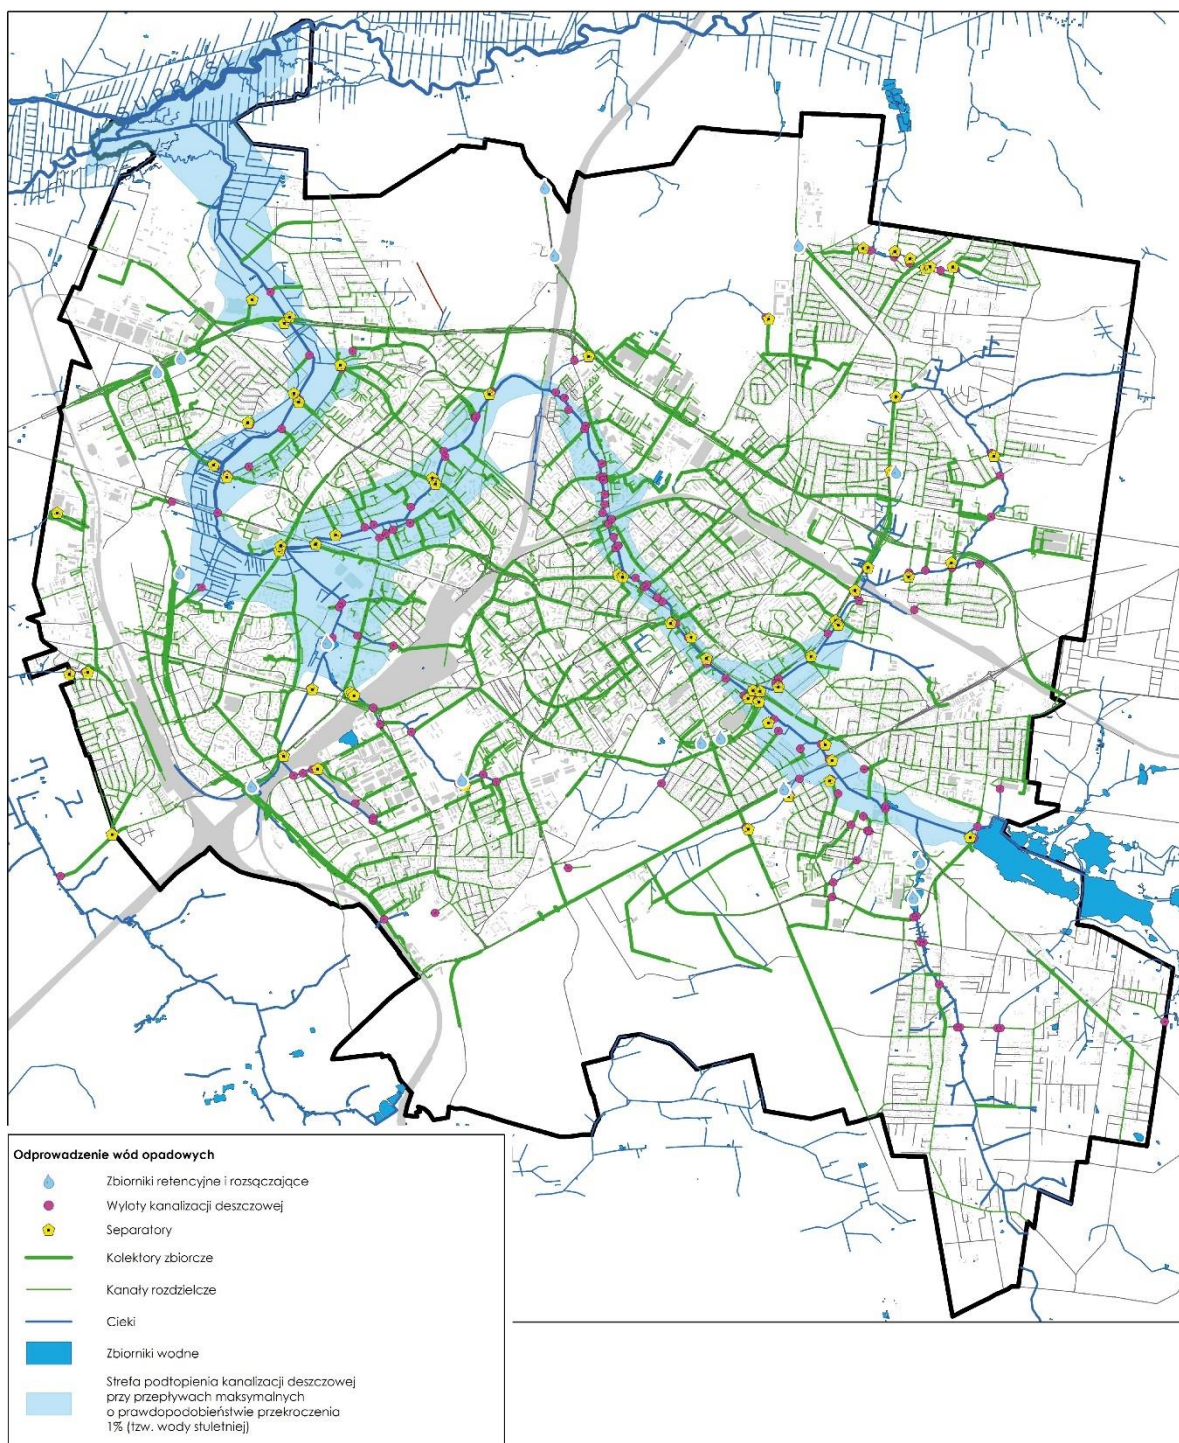 SUPRAŚL
Odprowadzenie wód opadowych
Zbiorniki retencyjne i rozsączające
Wyloty kanalizacji deszczowej
Separatory
Kolektory zbiorcze
Kanały rozdzielcze
Cieki
Zbiorniki wodne
Strefa podtopienia kanalizacji deszczowej
przy przepływach maksymalnych
o prawdopodobieństwie przekroczenia
1% (tzw. wody stuletniej)